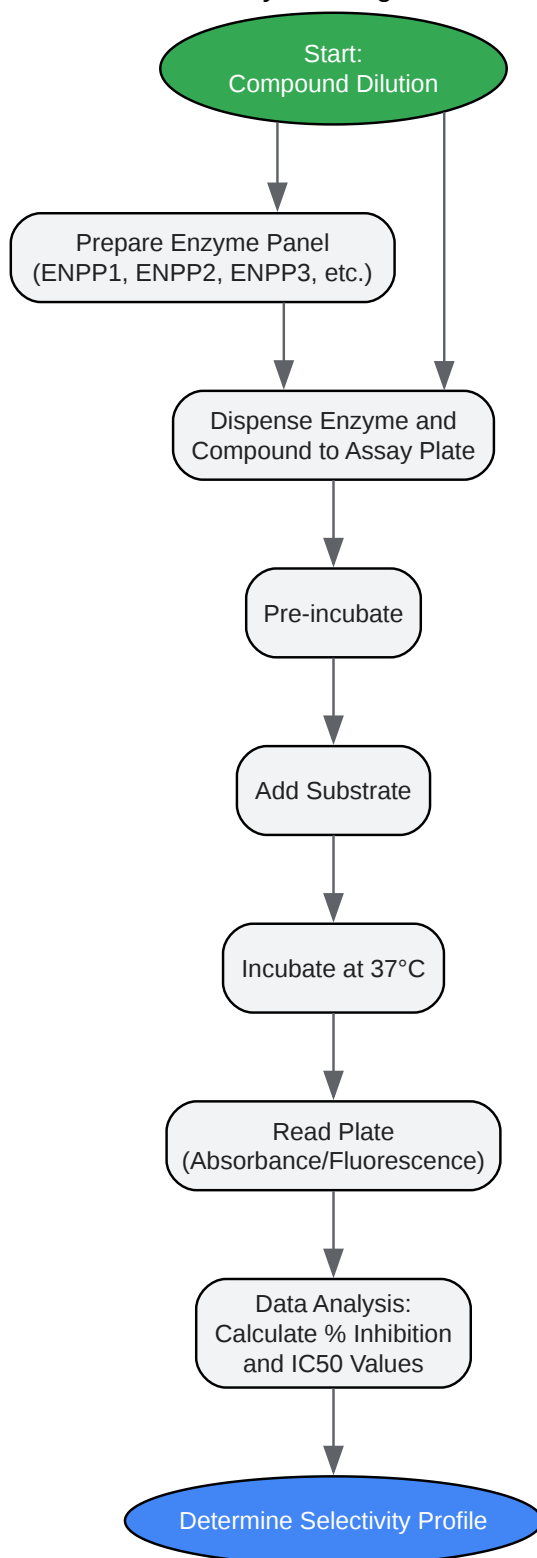 Start:
Compound Dilution
Prepare Enzyme Panel
(ENPP1, ENPP2, ENPP3, etc.)
Dispense Enzyme and
Compound to Assay Plate
Pre-incubate
Add Substrate
Incubate at 37°C
Read Plate
(Absorbance/Fluorescence)
Data Analysis:
Calculate % Inhibition
and IC50 Values
Determine Selectivity Profile